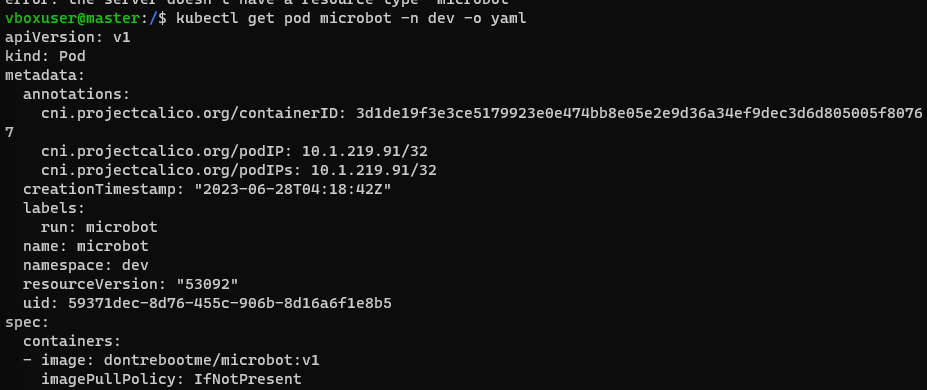 error: the server doesn't have a resource type "microbot"
vboxuser@master:/$ kubectl get pod microbot -n dev -o yaml
apiVersion: v1
kind: Pod
metadata:
  annotations:
    cni.projectcalico.org/containerID: 3d1de19f3e3ce5179923e0e474bb8e05e2e9d36a34ef9dec3d6d805005f8076
7
    cni.projectcalico.org/podIP: 10.1.219.91/32
    cni.projectcalico.org/podIPs: 10.1.219.91/32
  creationTimestamp: "2023-06-28T04:18:42Z"
  labels:
    run: microbot
  name: microbot
  namespace: dev
  resourceVersion: "53092"
  uid: 59371dec-8d76-455c-906b-8d16a6f1e8b5
spec:
  containers:
  - image: dontrebootme/microbot:v1
    imagePullPolicy: IfNotPresent